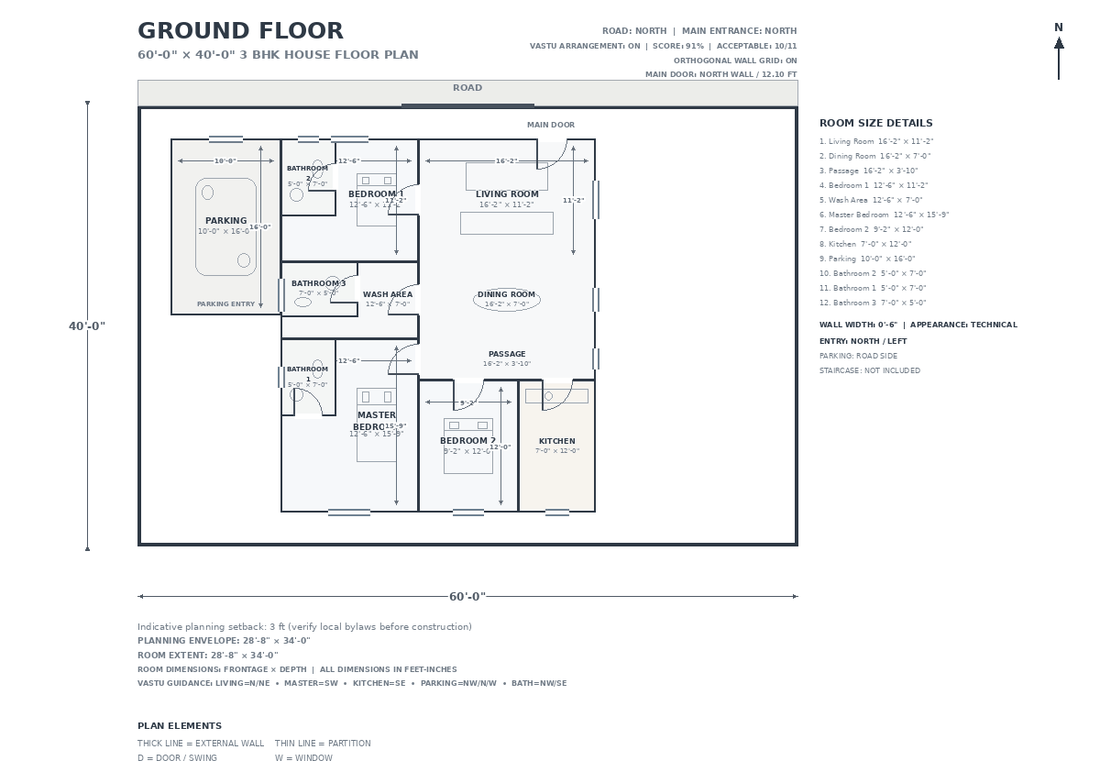 GROUND FLOOR
60'-0" × 40'-0" 3 BHK HOUSE FLOOR PLAN
ROAD: NORTH | MAIN ENTRANCE: NORTH
VASTU ARRANGEMENT: ON | SCORE: 91% | ACCEPTABLE: 10/11
ORTHOGONAL WALL GRID: ON
MAIN DOOR: NORTH WALL / 12.10 FT
N
ROAD
MAIN DOOR
10'-0"
12'-6"
16'-2"
BATHROOM
2
5'-0" × 7'-0"
BEDROOM 1
12'-6" × 11'-2"
11'-2"
LIVING ROOM
16'-2" × 11'-2"
11'-2"
PARKING
10'-0" × 16'-0"
16'-0"
BATHROOM 3
7'-0" × 5'-0"
WASH AREA
12'-6" × 7'-0"
DINING ROOM
16'-2" × 7'-0"
PARKING ENTRY
40'-0"
PASSAGE
16'-2" × 3'-10"
12'-6"
BATHROOM
1
5'-0" × 7'-0"
9'-2"
MASTER
BEDROOM
12'-6" × 15'-9"
15'-9"
BEDROOM 2
9'-2" × 12'-0"
12'-0"
KITCHEN
7'-0" × 12'-0"
60'-0"
ROOM SIZE DETAILS
1. Living Room 16'-2" X 11'-2"
2. Dining Room 16'-2" X 7'-0"
3. Passage 16'-2" X 3'-10"
4. Bedroom 1 12'-6" X 11'-2"
5. Wash Area 12'-6" X 7'-0"
6. Master Bedroom 12'-6" X 15'-9"
7. Bedroom 2 9'-2" X 12'-0"
8. Kitchen 7'-0" X 12'-0"
9. Parking 10'-0" X 16'-0"
10. Bathroom 2 5'-0" X 7'-0"
11. Bathroom 1 5'-0" X 7'-0"
12. Bathroom 3 7'-0" X 5'-0"
WALL WIDTH: 0'-6" | APPEARANCE: TECHNICAL
ENTRY: NORTH / LEFT
PARKING: ROAD SIDE
STAIRCASE: NOT INCLUDED
Indicative planning setback: 3 ft (verify local bylaws before construction)
PLANNING ENVELOPE: 28'-8" × 34'-0"
ROOM EXTENT: 28'-8" × 34'-0"
ROOM DIMENSIONS: FRONTAGE × DEPTH | ALL DIMENSIONS IN FEET-INCHES
VASTU GUIDANCE: LIVING=N/NE • MASTER=SW • KITCHEN=SE • PARKING=NW/N/W • BATH=NW/SE
PLAN ELEMENTS
THICK LINE = EXTERNAL WALL THIN LINE = PARTITION
D = DOOR / SWING W = WINDOW